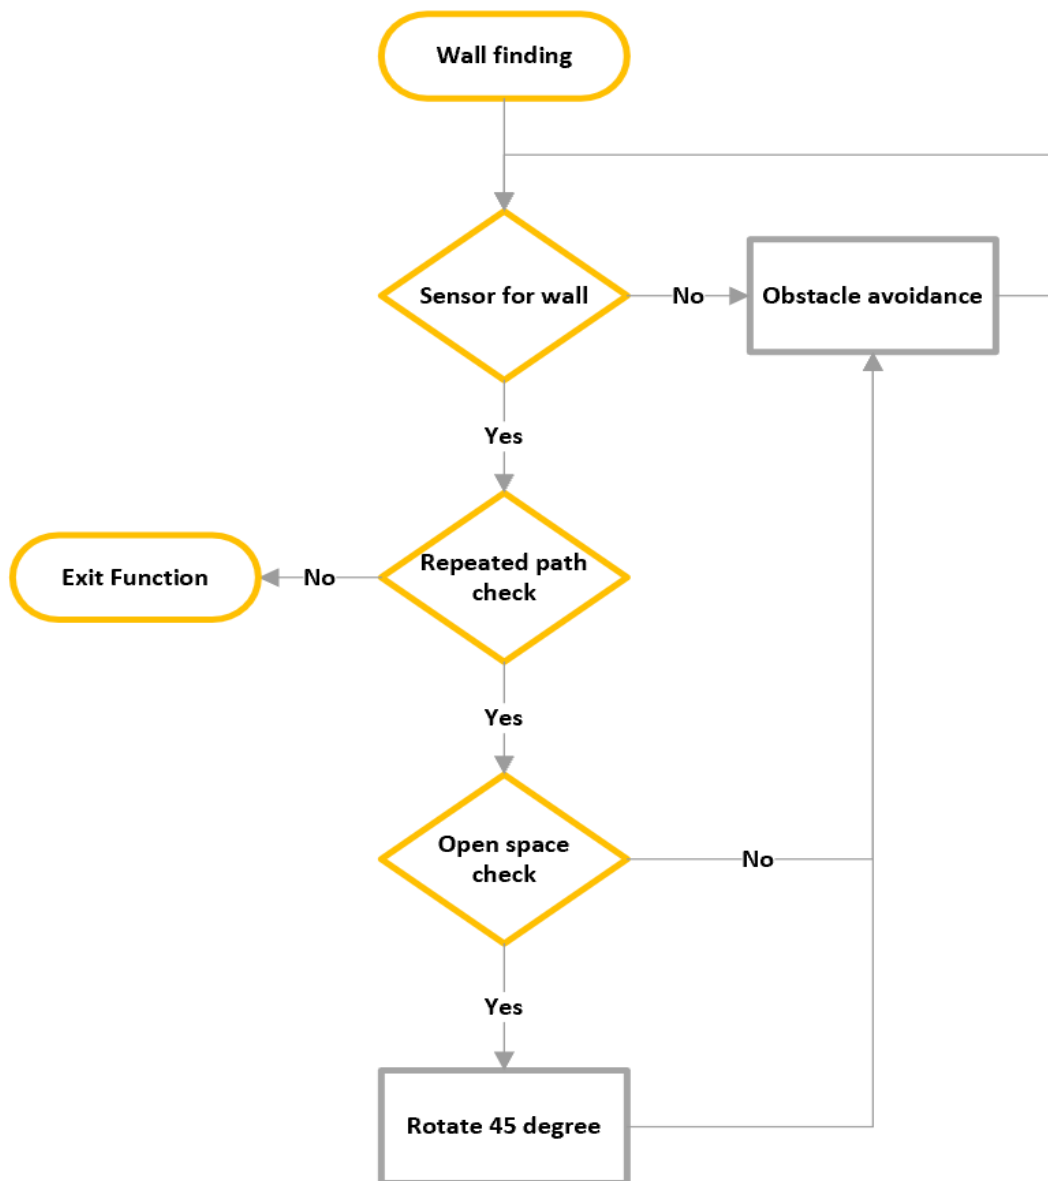 Wall finding
Sensor for wall
No
Obstacle avoidance
Yes
Repeated path
check
No
Exit Function
Yes
Open space
check
No
Yes
Rotate 45 degree